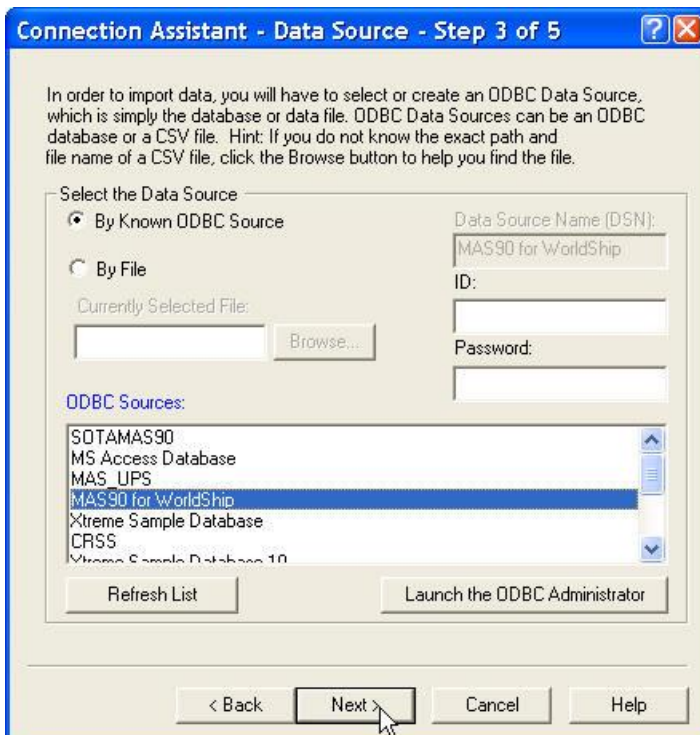 Connection Assistant - Data Source - Step 3 of 5
In order to import data, you will have to select or create an ODBC Data Source,
which is simply the database or data file. ODBC Data Sources can be an ODBC
database or a CSV file. Hint: If you do not know the exact path and
file name of a CSV file, click the Browse button to help you find the file.
Select the Data Source
By Known ODBC Source
Data Source Name (DSN):
MAS90 for WorldShip
By File
ID:
Currently Selected File:
Browse...
Password:
ODBC Sources:
SOTAMAS90
MS Access Database
MAS_UPS
MAS90 for WorldShip
Xtreme Sample Database
CRSS
Xtreme Sample Database 10
Refresh List
Launch the ODBC Administrator
< Back
Next >
Cancel
Help